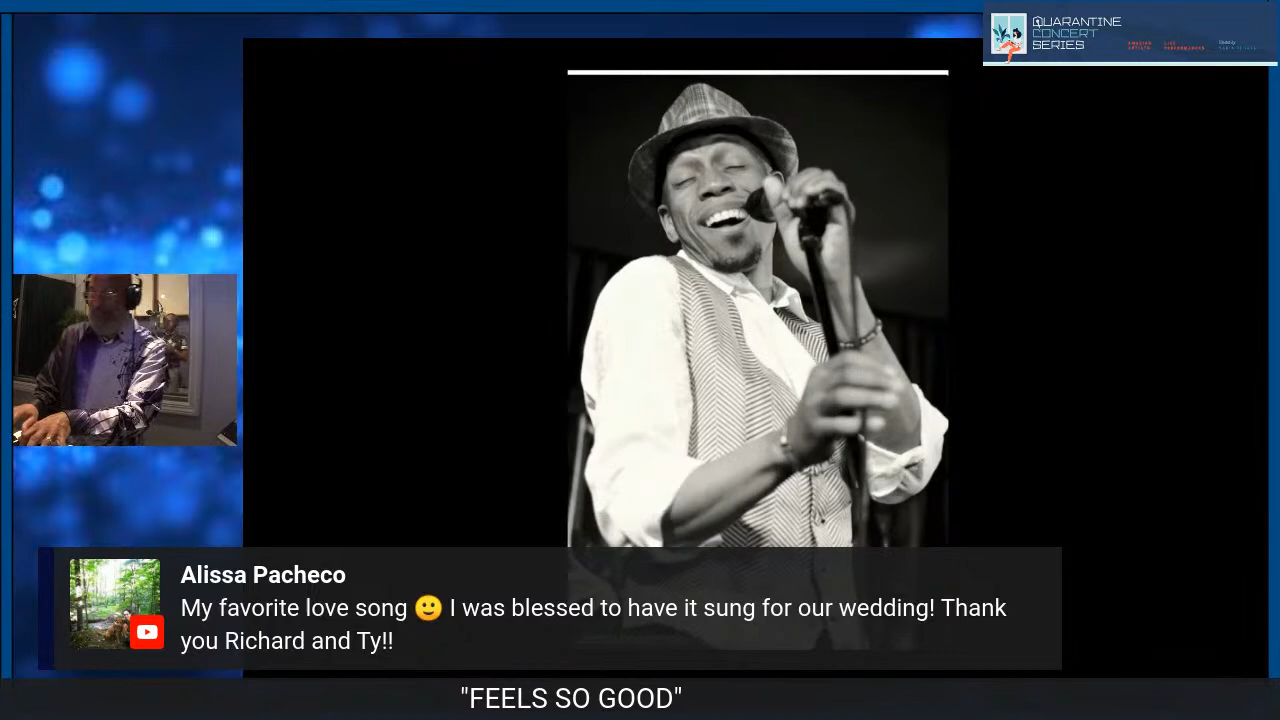 QUARANTINE
CONCERT
SERIES
Alissa Pacheco
My favorite love song 🙂 I was blessed to have it sung for our wedding! Thank
you Richard and Ty!!
"FEELS SO GOOD"